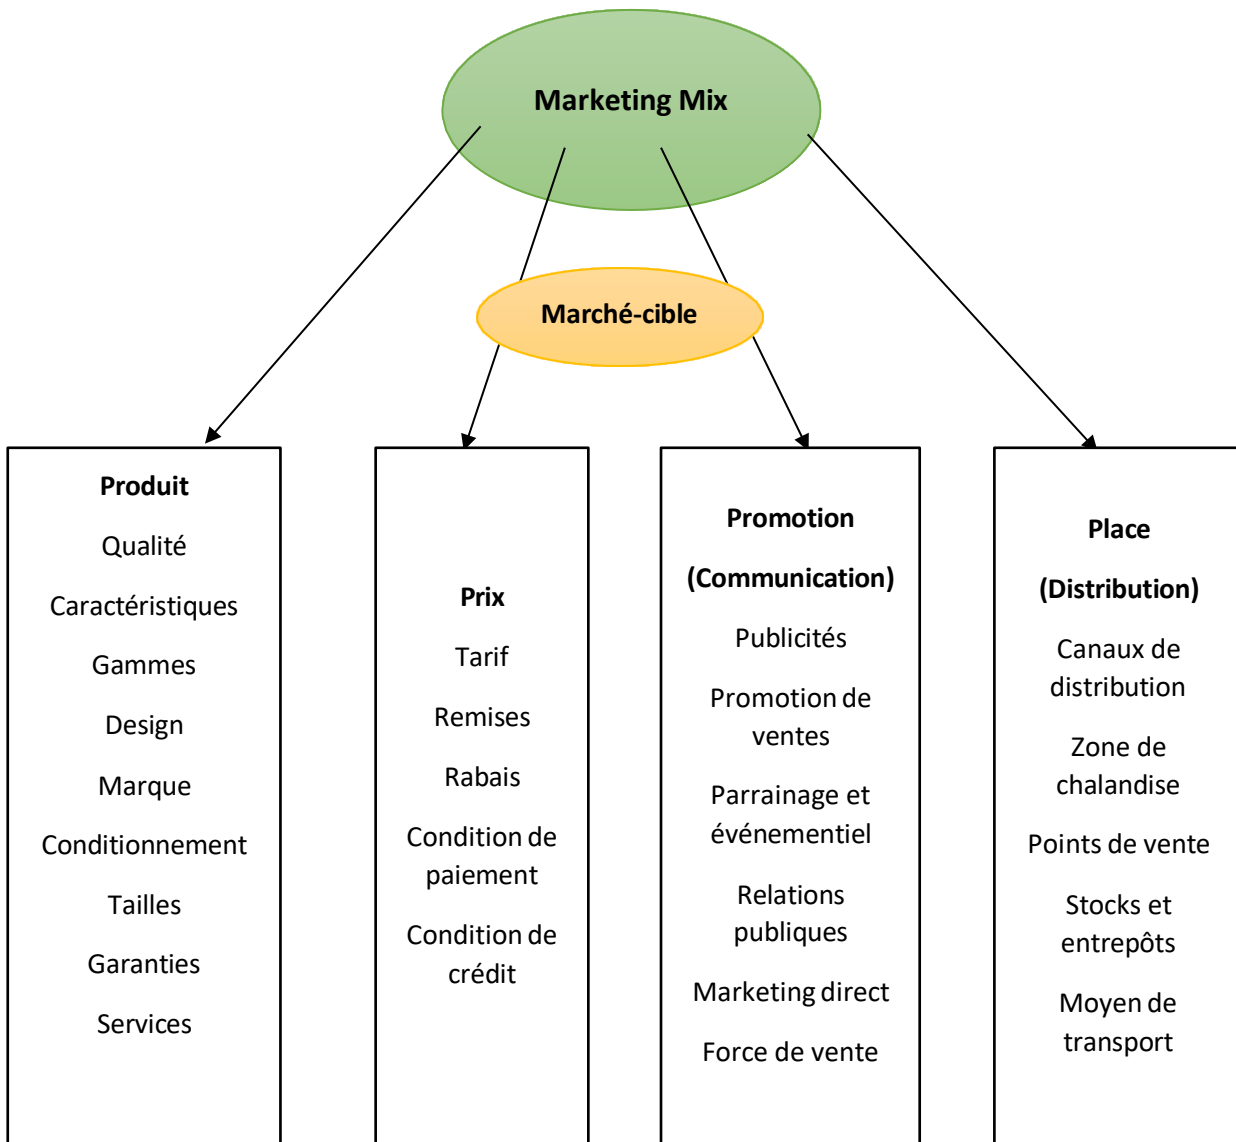 Marketing Mix
Marché-cible
Produit
Qualité
Caractéristiques
Gammes
Design
Marque
Conditionnement
Tailles
Garanties
Services
Prix
Tarif
Remises
Rabais
Condition de
paiement
Condition de
crédit
Promotion
(Communication)
Publicités
Promotion de
ventes
Parrainage et
événementiel
Relations
publiques
Marketing direct
Force de vente
Place
(Distribution)
Canaux de
distribution
Zone de
chalandise
Points de vente
Stocks et
entrepôts
Moyen de
transport